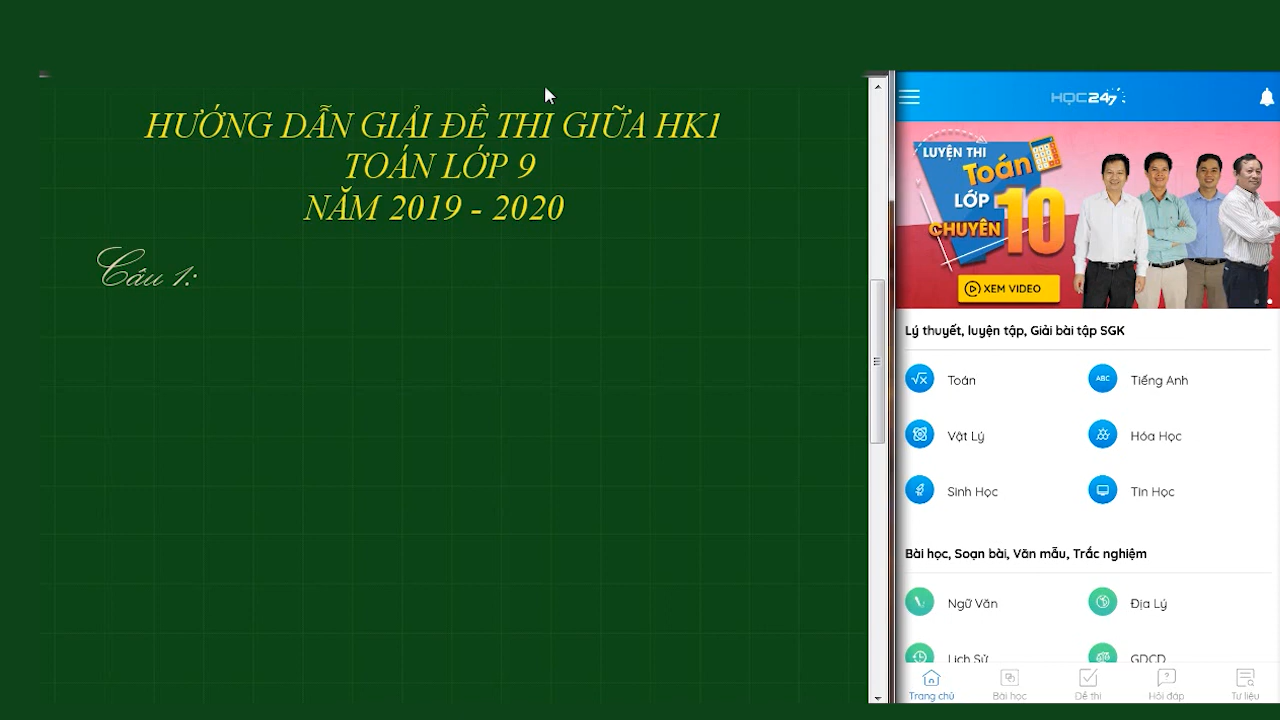 HƯỚNG DẪN GIẢI ĐỀ THI GIỮA HK1
TOÁN LỚP 9
NĂM 2019 - 2020
Câu 1:
HỌC247
LUYỆN THI
Toán
LỚP 10
CHUYÊN
XEM VIDEO
Lý thuyết, luyện tập, Giải bài tập SGK
√x Toán
ABC Tiếng Anh
Vật Lý
Hóa Học
Sinh Học
Tin Học
Bài học, Soạn bài, Văn mẫu, Trắc nghiệm
Ngữ Văn
Địa Lý
Lịch Sử
GDCD
Trang chủ
Bài học
Đề thi
Hỏi đáp
Tư liệu